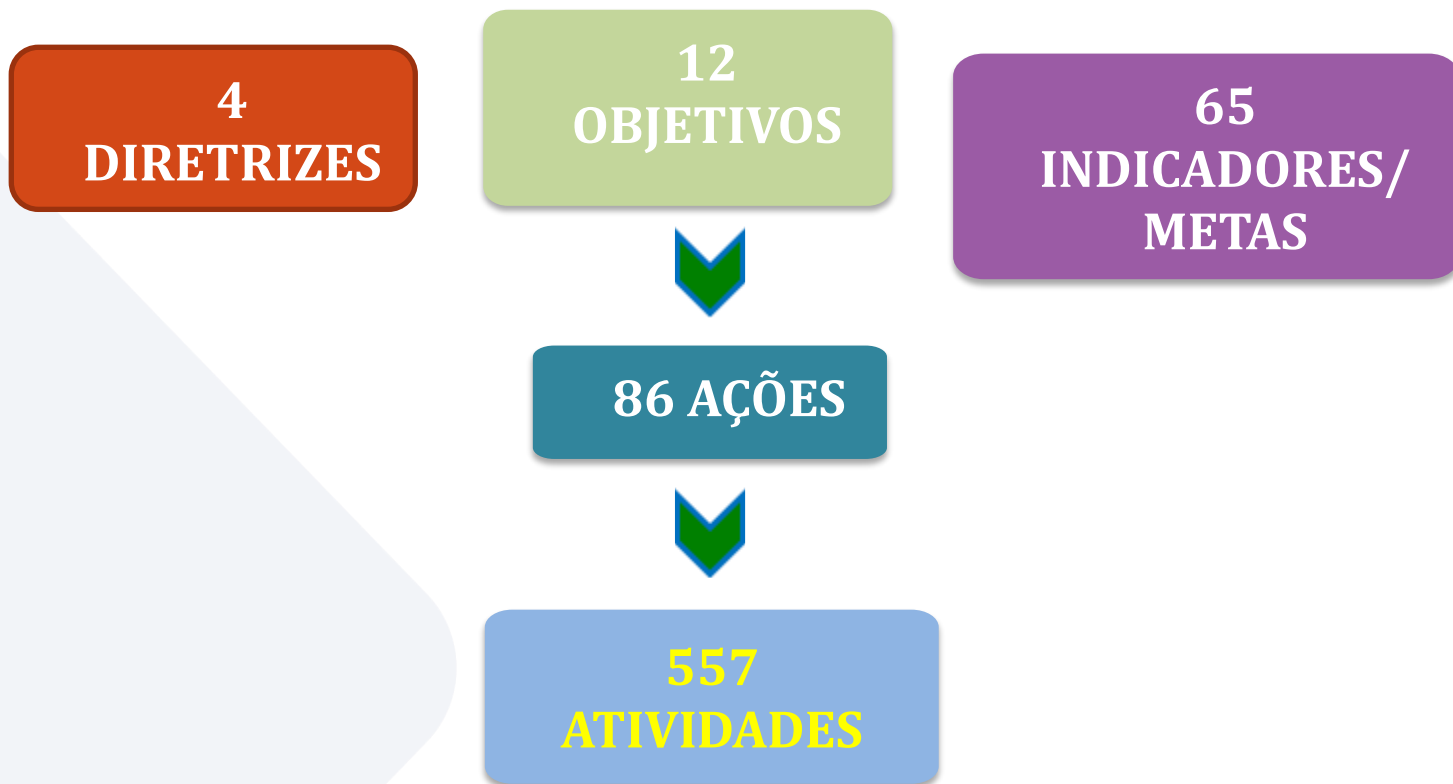 4
DIRETRIZES
12
OBJETIVOS
65
INDICADORES/
METAS
86 AÇÕES
557
ATIVIDADES